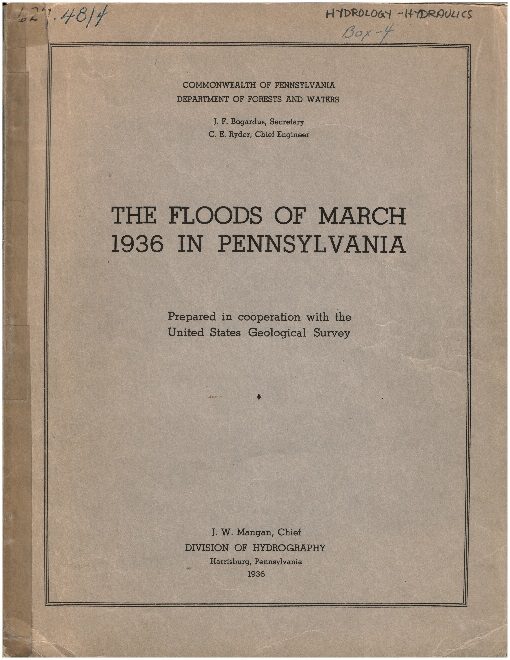 627.48/4
HYDROLOGY-HYDRAULICS
Box-4
COMMONWEALTH OF PENNSYLVANIA
DEPARTMENT OF FORESTS AND WATERS
J. F. Bogardus, Secretary
C. E. Ryder, Chief Engineer
THE FLOODS OF MARCH
1936 IN PENNSYLVANIA
Prepared in cooperation with the
United States Geological Survey
J. W. Mangan, Chief
DIVISION OF HYDROGRAPHY
Harrisburg, Pennsylvania
1936